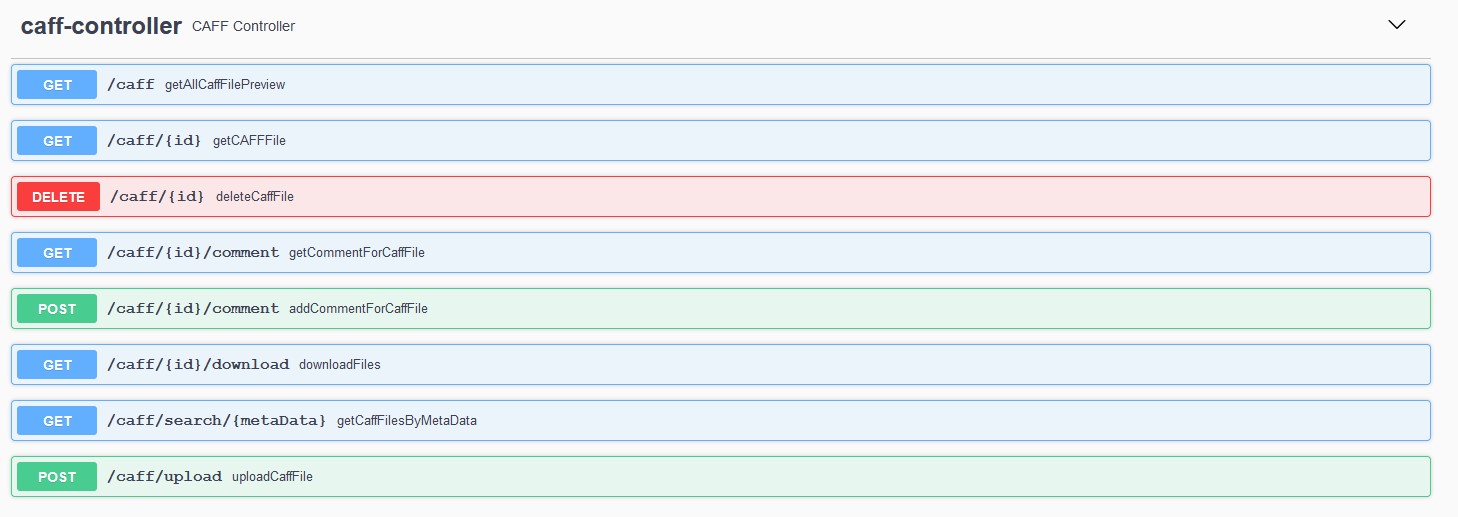 caff-controller CAFF Controller
GET /caff getAllCaffFilePreview
GET /caff/{id} getCAFFFile
DELETE /caff/{id} deleteCaffFile
GET /caff/{id}/comment getCommentForCaffFile
POST /caff/{id}/comment addCommentForCaffFile
GET /caff/{id}/download downloadFiles
GET /caff/search/{metaData} getCaffFilesByMetaData
POST /caff/upload uploadCaffFile